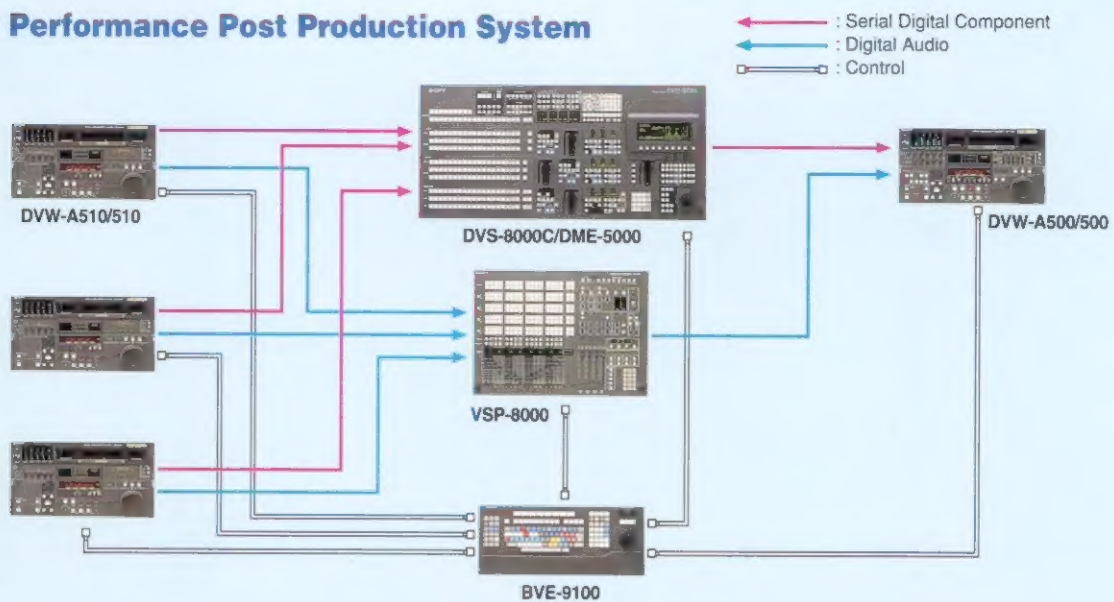 Performance Post Production System
: Serial Digital Component
: Digital Audio
: Control
DVW-A510/510
DVS-8000C/DME-5000
DVW-A500/500
VSP-8000
BVE-9100